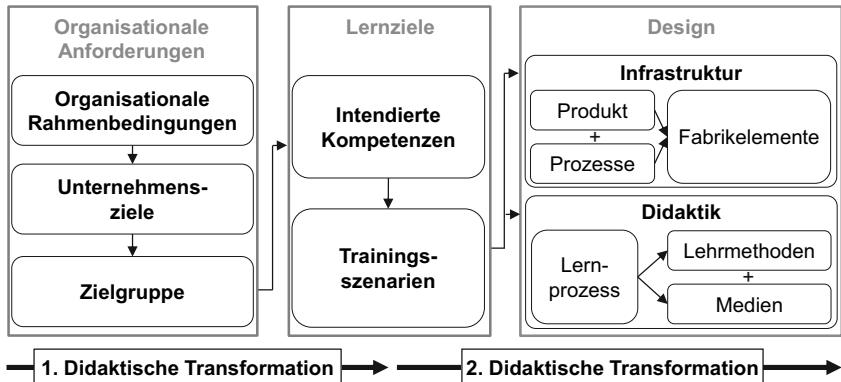 Organisationale
Anforderungen
Organisationale
Rahmenbedingungen
Unternehmens-
ziele
Zielgruppe
Lernziele
Intendierte
Kompetenzen
Trainings-
szenarien
Design
Infrastruktur
Produkt
+
Prozesse
Fabrikelemente
Didaktik
Lern-
prozess
Lehrmethoden
+
Medien
1. Didaktische Transformation
2. Didaktische Transformation